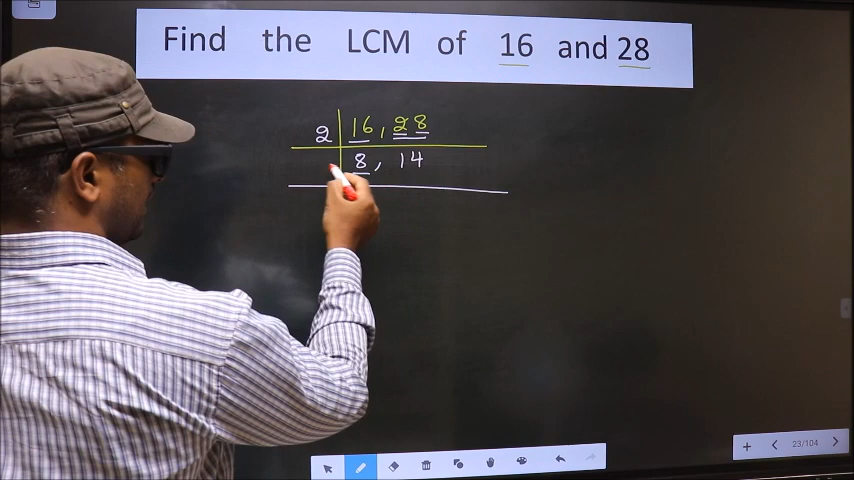 Find the LCM of 16 and 28
2 16, 28
8, 14
23/104